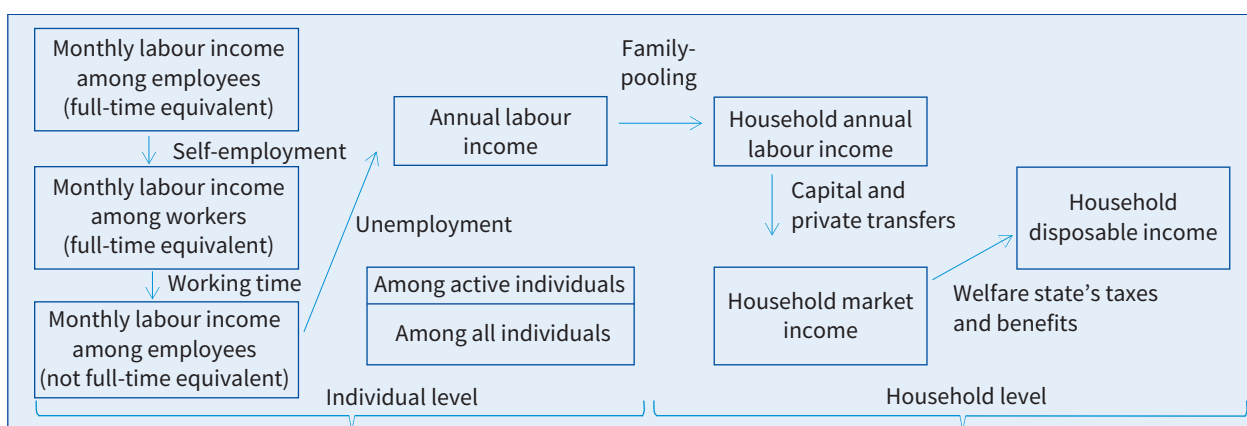 Monthly labour income
among employees
(full-time equivalent)
Self-employment
Monthly labour income
among workers
(full-time equivalent)
Working time
Monthly labour income
among employees
(not full-time equivalent)
Unemployment
Annual labour
income
Among active individuals
Among all individuals
Individual level
Family-
pooling
Household annual
labour income
Capital and
private transfers
Household market
income
Welfare state's taxes
and benefits
Household
disposable income
Household level